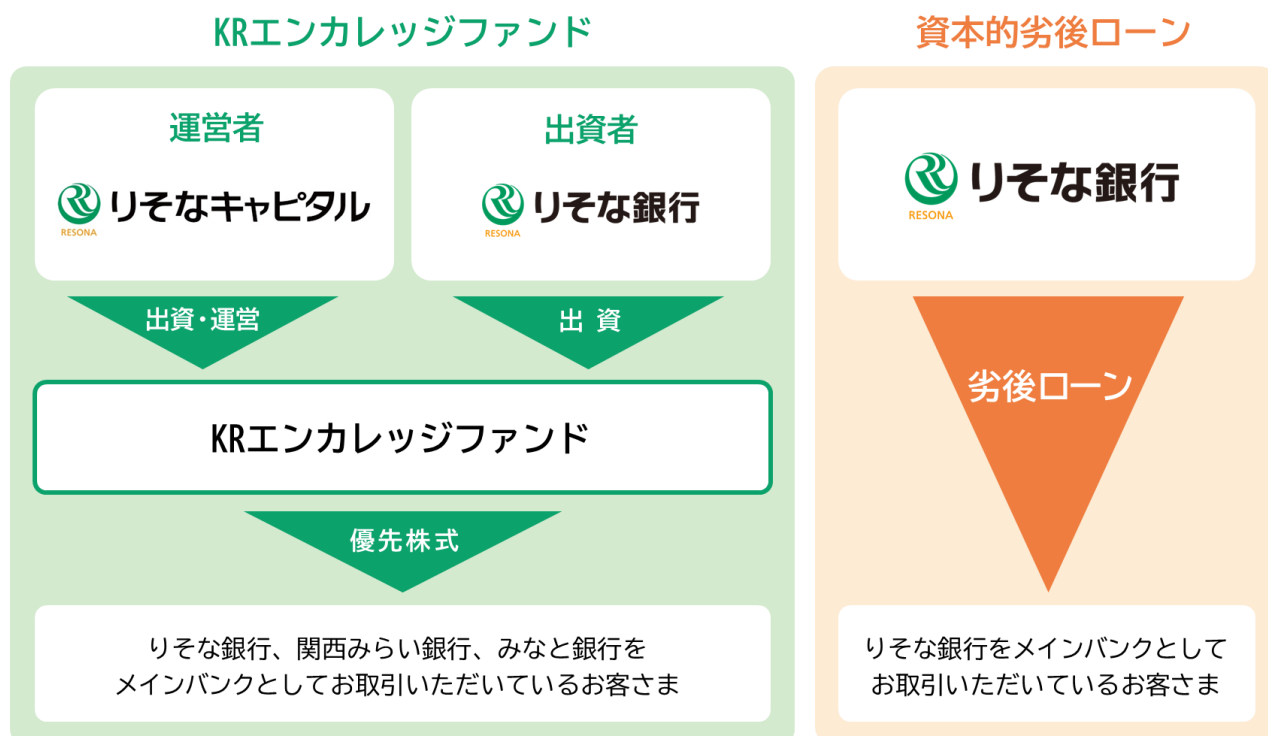 KRエンカレッジファンド
運営者
りそなキャピタル
RESONA
出資者
りそな銀行
RESONA
出資・運営
出 資
KRエンカレッジファンド
優先株式
りそな銀行、関西みらい銀行、みなと銀行を
メインバンクとしてお取引いただいているお客さま
資本的劣後ローン
りそな銀行
RESONA
劣後ローン
りそな銀行をメインバンクとして
お取引いただいているお客さま